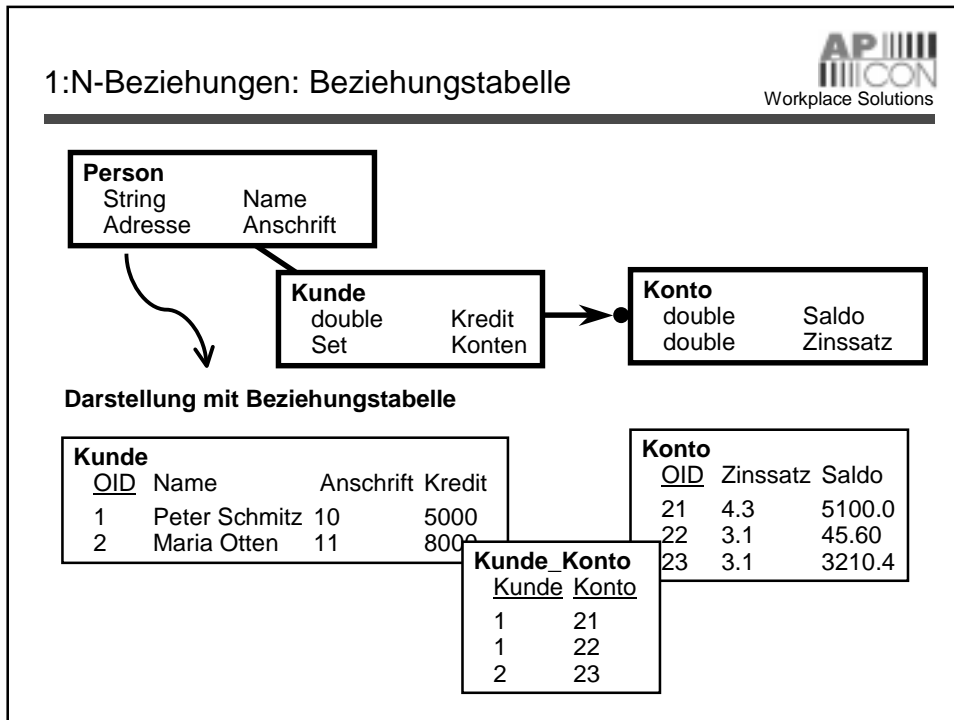 1:N-Beziehungen: Beziehungstabelle
AP
CON
Workplace Solutions
Person
String Name
Adresse Anschrift
Kunde
double Kredit
Set Konten
Konto
double Saldo
double Zinssatz
Darstellung mit Beziehungstabelle
Kunde
OID Name Anschrift Kredit
1 Peter Schmitz 10 5000
2 Maria Otten 11 8000
Konto
OID Zinssatz Saldo
21 4.3 5100.0
22 3.1 45.60
23 3.1 3210.4
Kunde_Konto
Kunde Konto
1 21
1 22
2 23